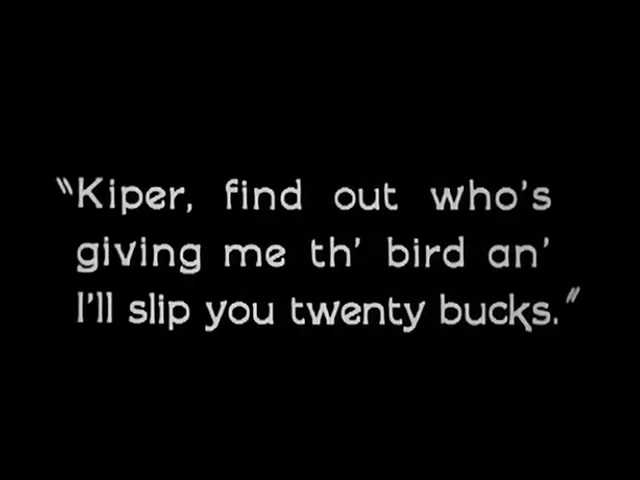 "Kiper, find out who's
giving me th' bird an'
I'll slip you twenty bucks."